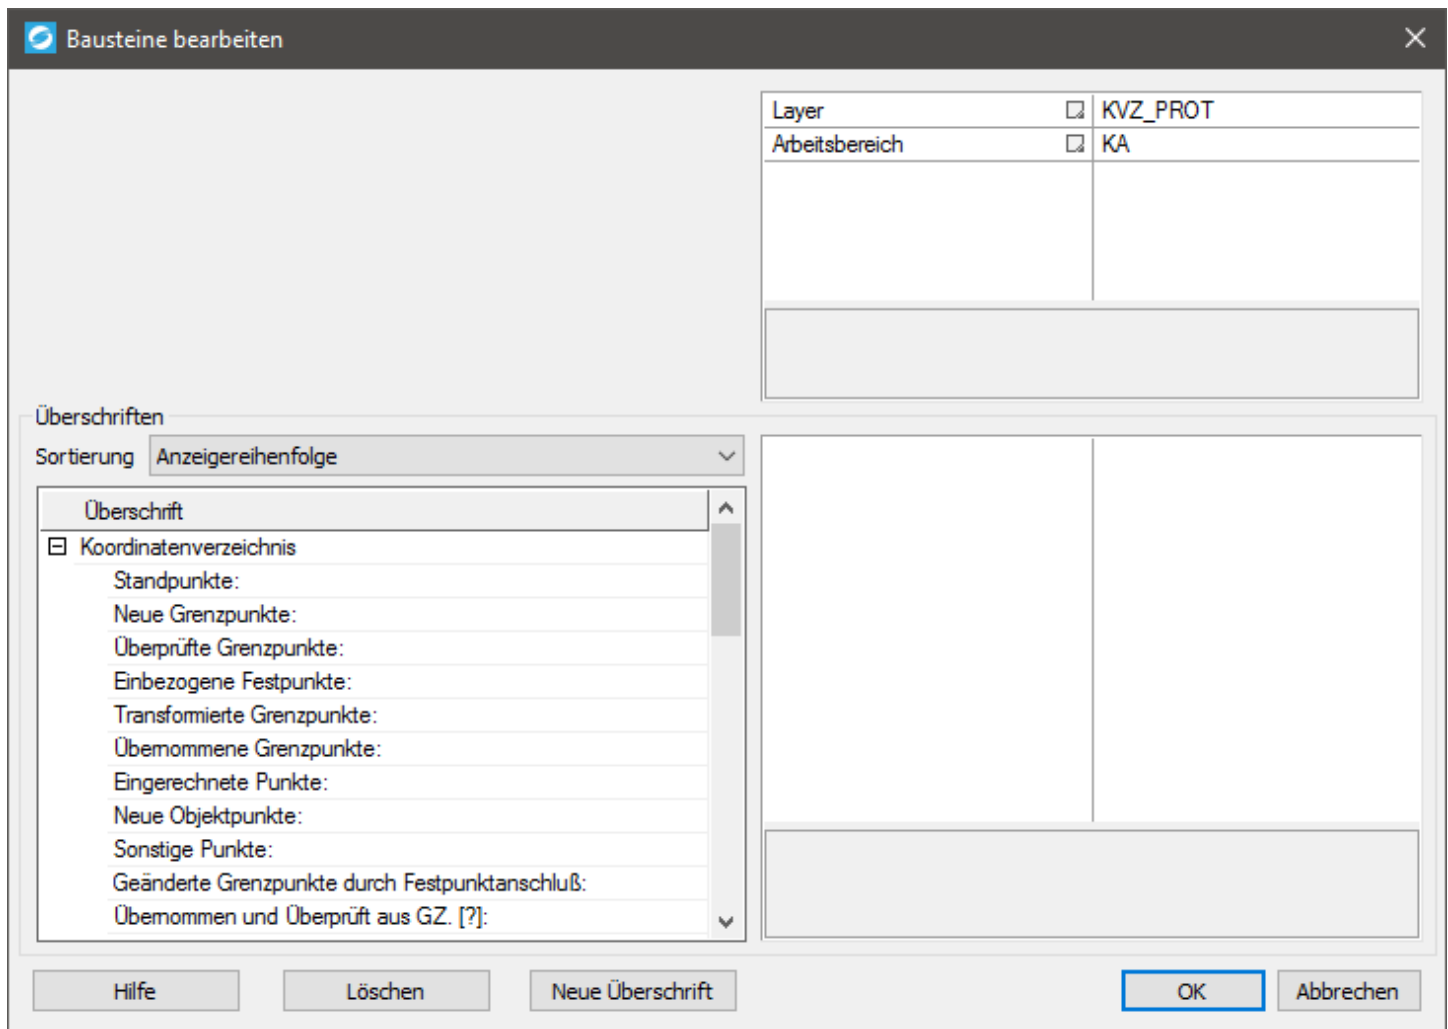 Bausteine bearbeiten
Layer KVZ_PROT
Arbeitsbereich KA
Überschriften
Sortierung Anzeigereihenfolge
Überschrift
Koordinatenverzeichnis
Standpunkte:
Neue Grenzpunkte:
Überprüfte Grenzpunkte:
Einbezogene Festpunkte:
Transformierte Grenzpunkte:
Übernommene Grenzpunkte:
Eingerechnete Punkte:
Neue Objektpunkte:
Sonstige Punkte:
Geänderte Grenzpunkte durch Festpunktanschluß:
Übernommen und Überprüft aus GZ. [?]:
Hilfe Löschen Neue Überschrift OK Abbrechen